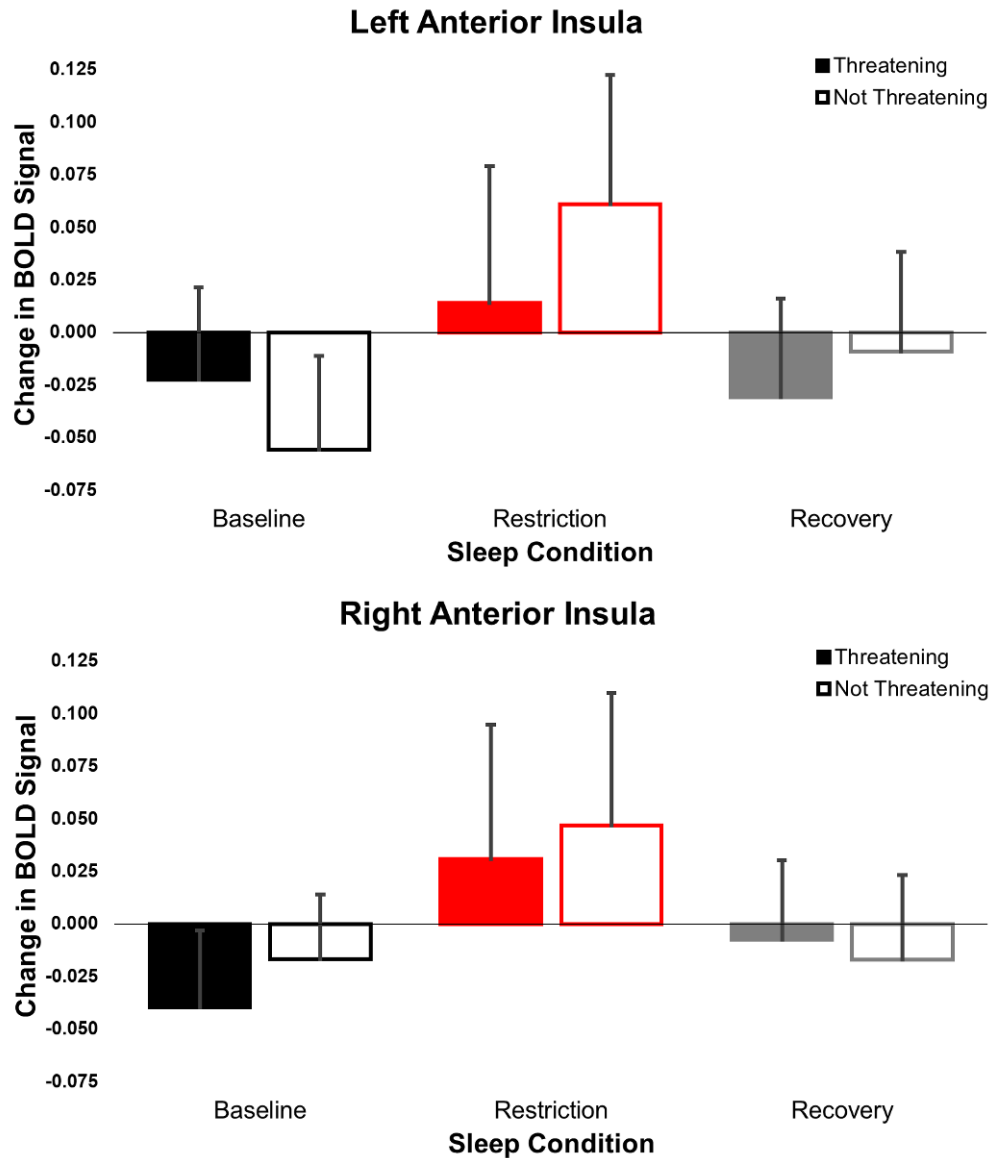 Left Anterior Insula
Threatening
Not Threatening
Change in BOLD Signal
0.125
0.100
0.075
0.050
0.025
0.000
-0.025
-0.050
-0.075
Baseline Restriction Recovery
Sleep Condition
Right Anterior Insula
Threatening
Not Threatening
Change in BOLD Signal
0.125
0.100
0.075
0.050
0.025
0.000
-0.025
-0.050
-0.075
Baseline Restriction Recovery
Sleep Condition